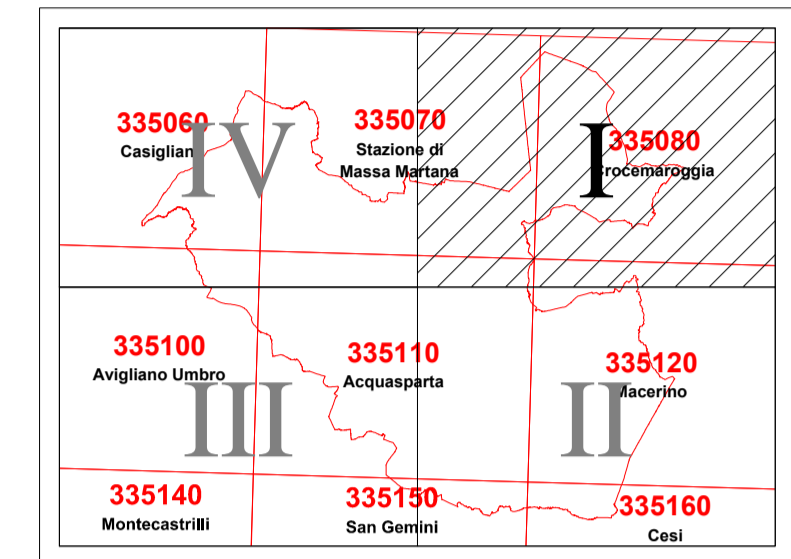 335060
Casiglian
IV
335070
Stazione di
Massa Martana
I
335080
rocemaroggia
335100
Avigliano Umbro
III
335110
Acquasparta
II
335120
Macerino
335140
Montecastrilli
335150
San Gemini
335160
Cesi